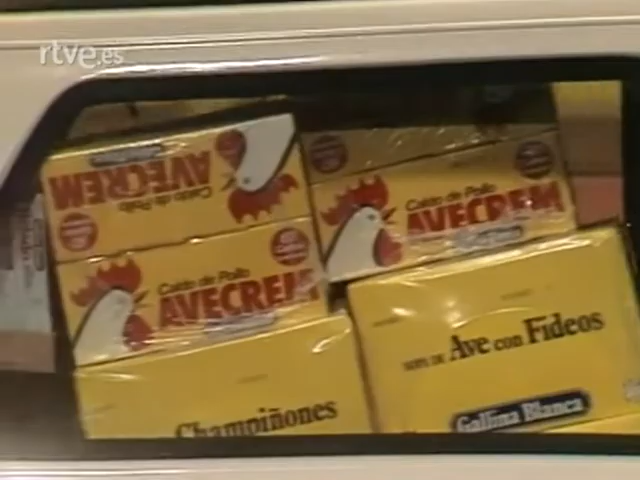 rtve.es
AVECREM
Caldo de Pollo
Caldo de Pollo
AVECREM
Caldo de Pollo
AVECREM
Champiñones
SOPA DE Ave con Fideos
Gallina Blanca